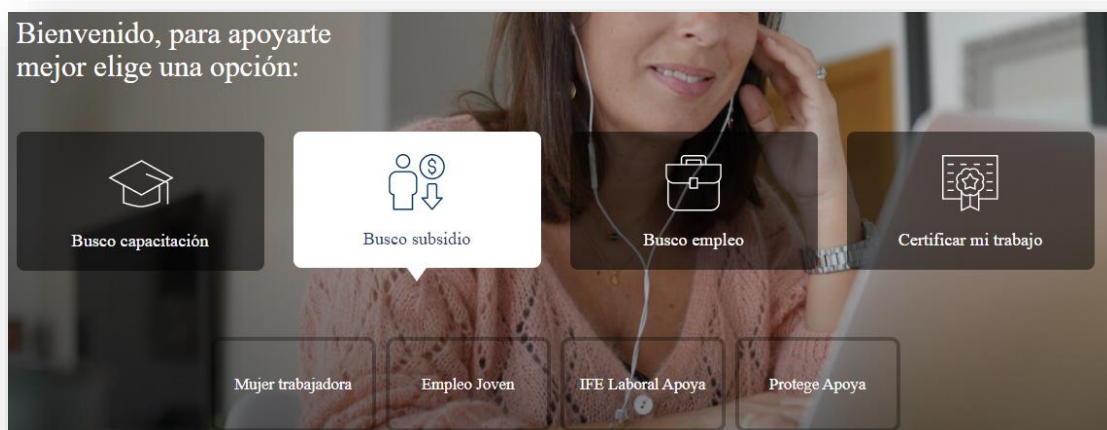 Bienvenido, para apoyarte
mejor elige una opción:
Busco capacitación
Busco subsidio
Busco empleo
Certificar mi trabajo
Mujer trabajadora
Empleo Joven
IFE Laboral Apoya
Protege Apoya